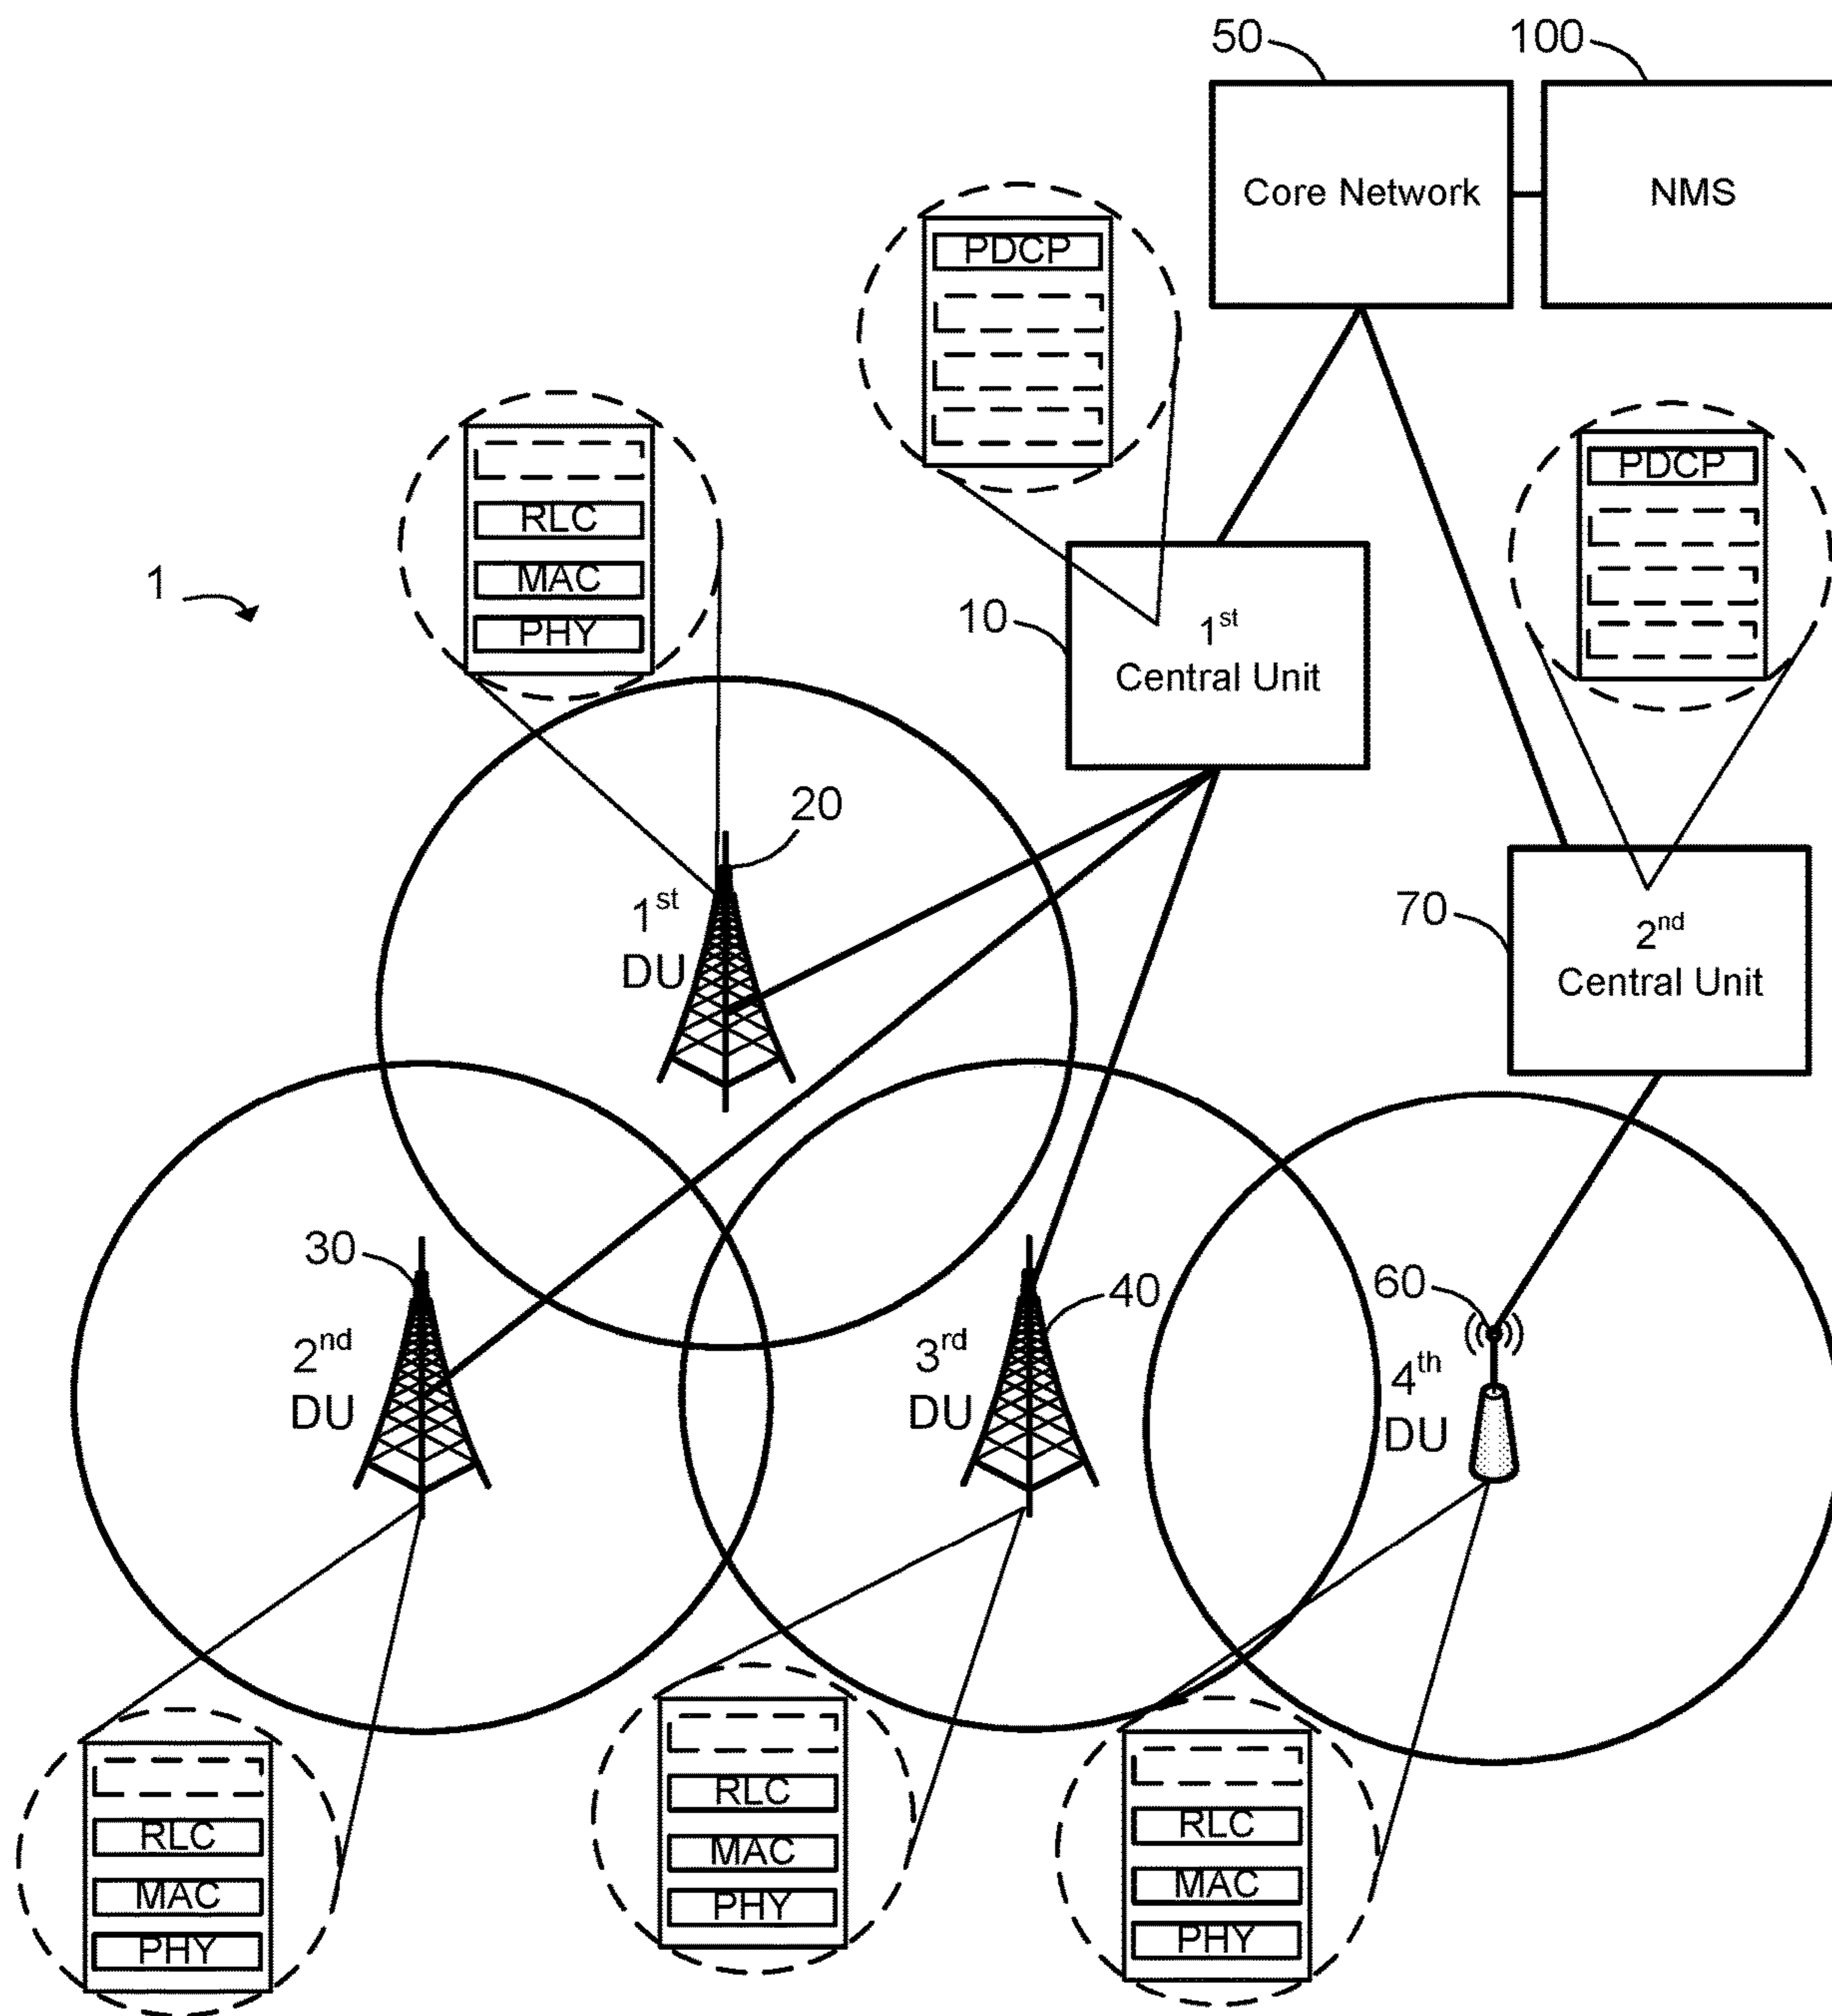 50
100
Core Network
NMS
PDCP
PDCP
RLC
MAC
PHY
1
10
1st
Central Unit
20
1st
DU
70
2nd
Central Unit
30
2nd
DU
40
3rd
DU
60
4th
DU
RLC
MAC
PHY
RLC
MAC
PHY
RLC
MAC
PHY